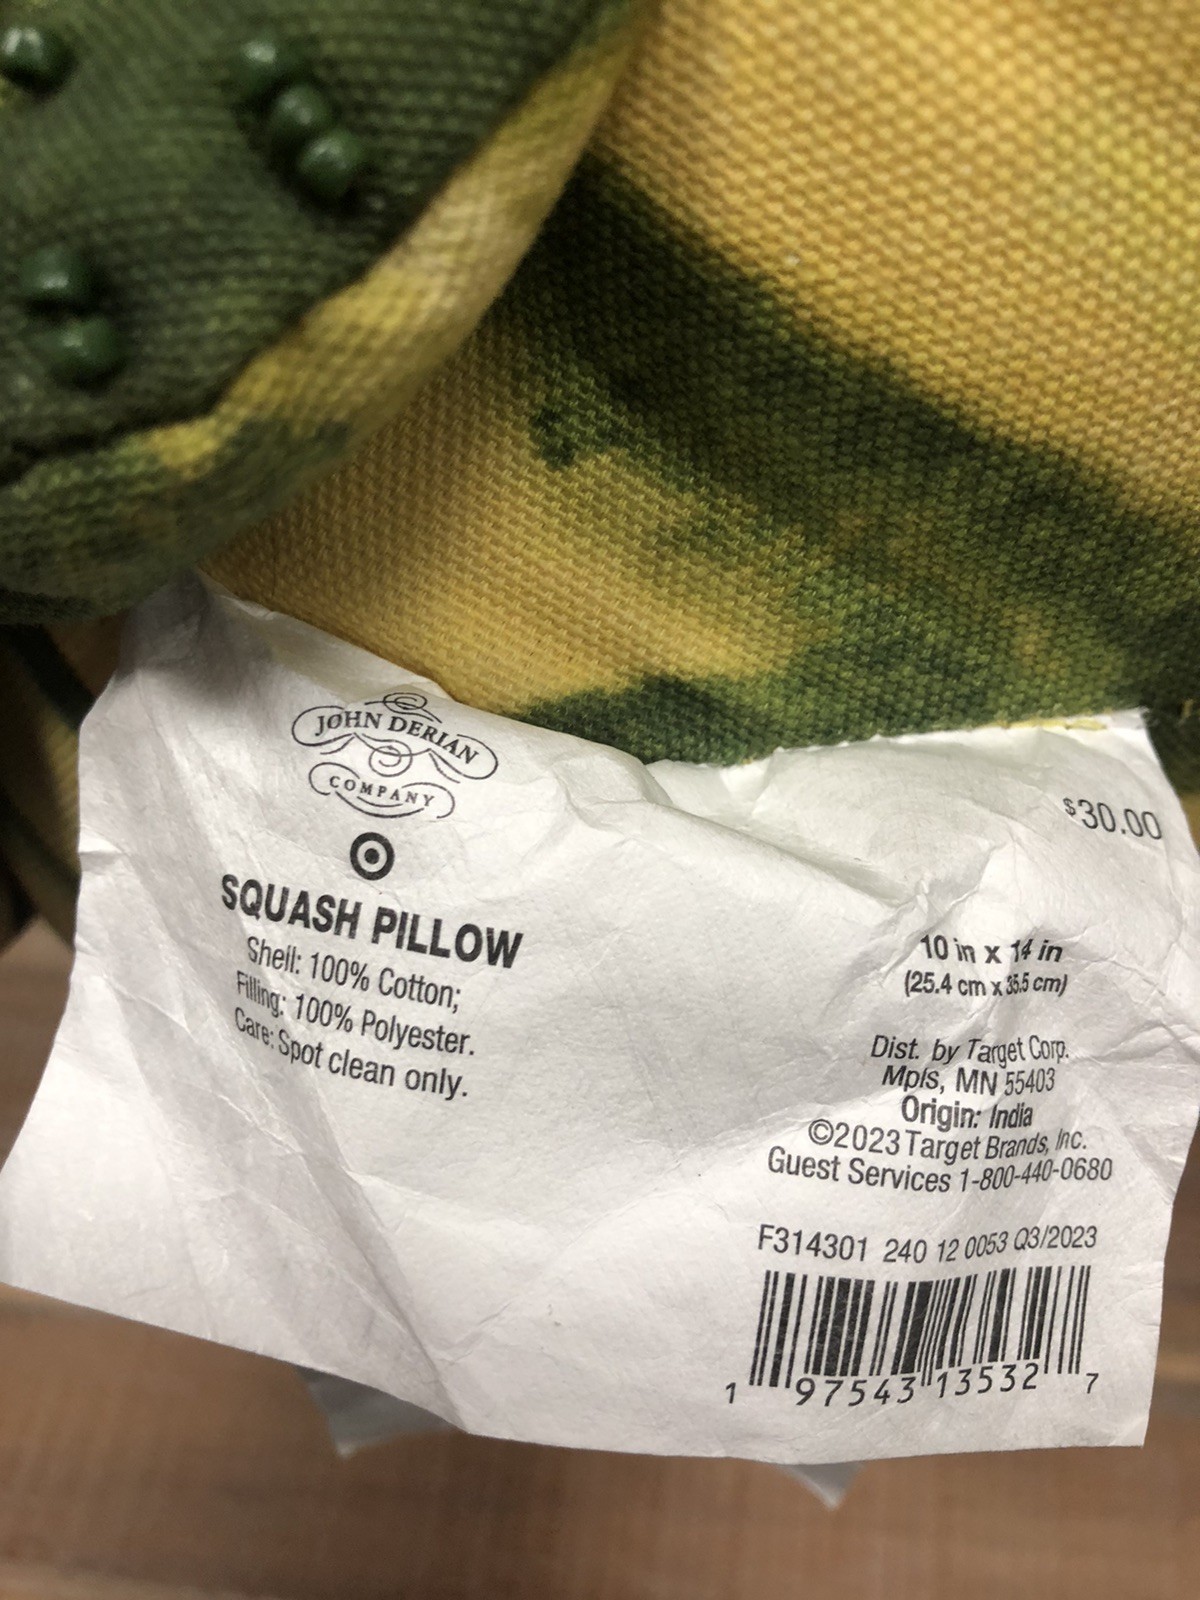 JOHN DERIAN
COMPANY
SQUASH PILLOW
Shell: 100% Cotton;
Filling: 100% Polyester.
Care: Spot clean only.
$30.00
10 in x 14 in
(25.4 cm x 35.5 cm)
Dist. by Target Corp.
Mpls, MN 55403
Origin: India
©2023 Target Brands, Inc.
Guest Services 1-800-440-0680
F314301 240 12 0053 Q3/2023
1 97543 13532 7